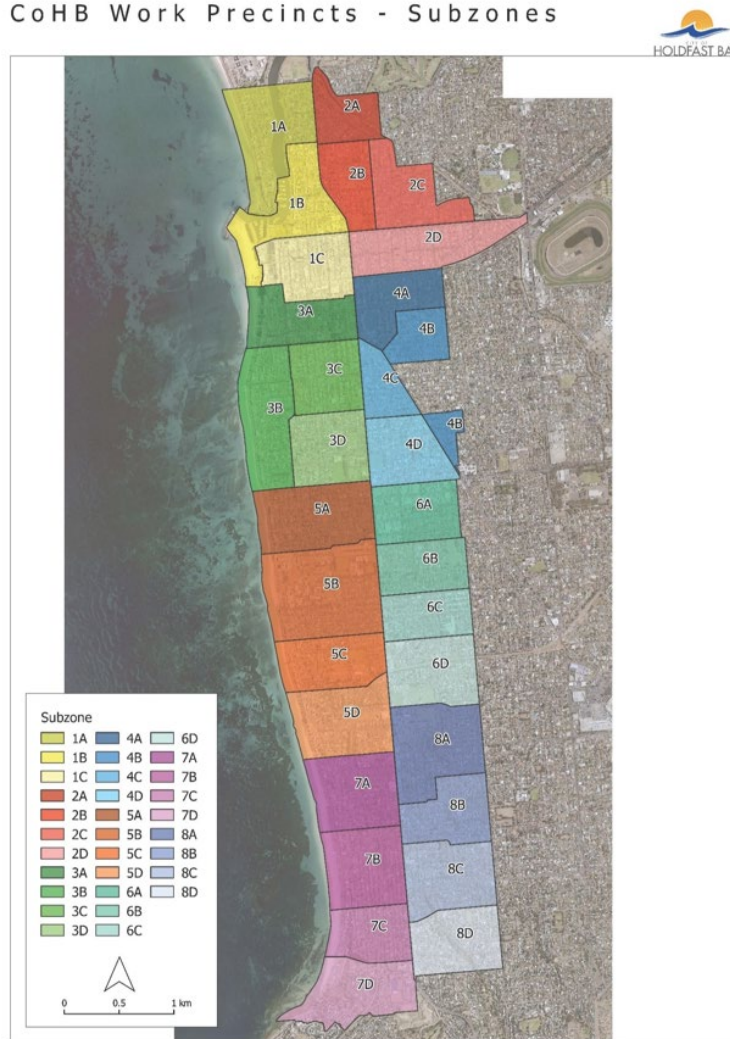 CoHB Work Precincts - Subzones
CITY OF
HOLDFAST BA
2A
1A
2B
2C
1B
2D
1C
4A
3A
4B
3C
4C
3B
4B
3D
4D
5A
6A
6B
5B
6C
5C
6D
5D
8A
7A
8B
7B
8C
7C
8D
7D
Subzone
1A
1B
1C
2A
2B
2C
2D
3A
3B
3C
3D
4A
4B
4C
4D
5A
5B
5C
5D
6A
6B
6C
6D
7A
7B
7C
7D
8A
8B
8C
8D
0 0.5 1 km